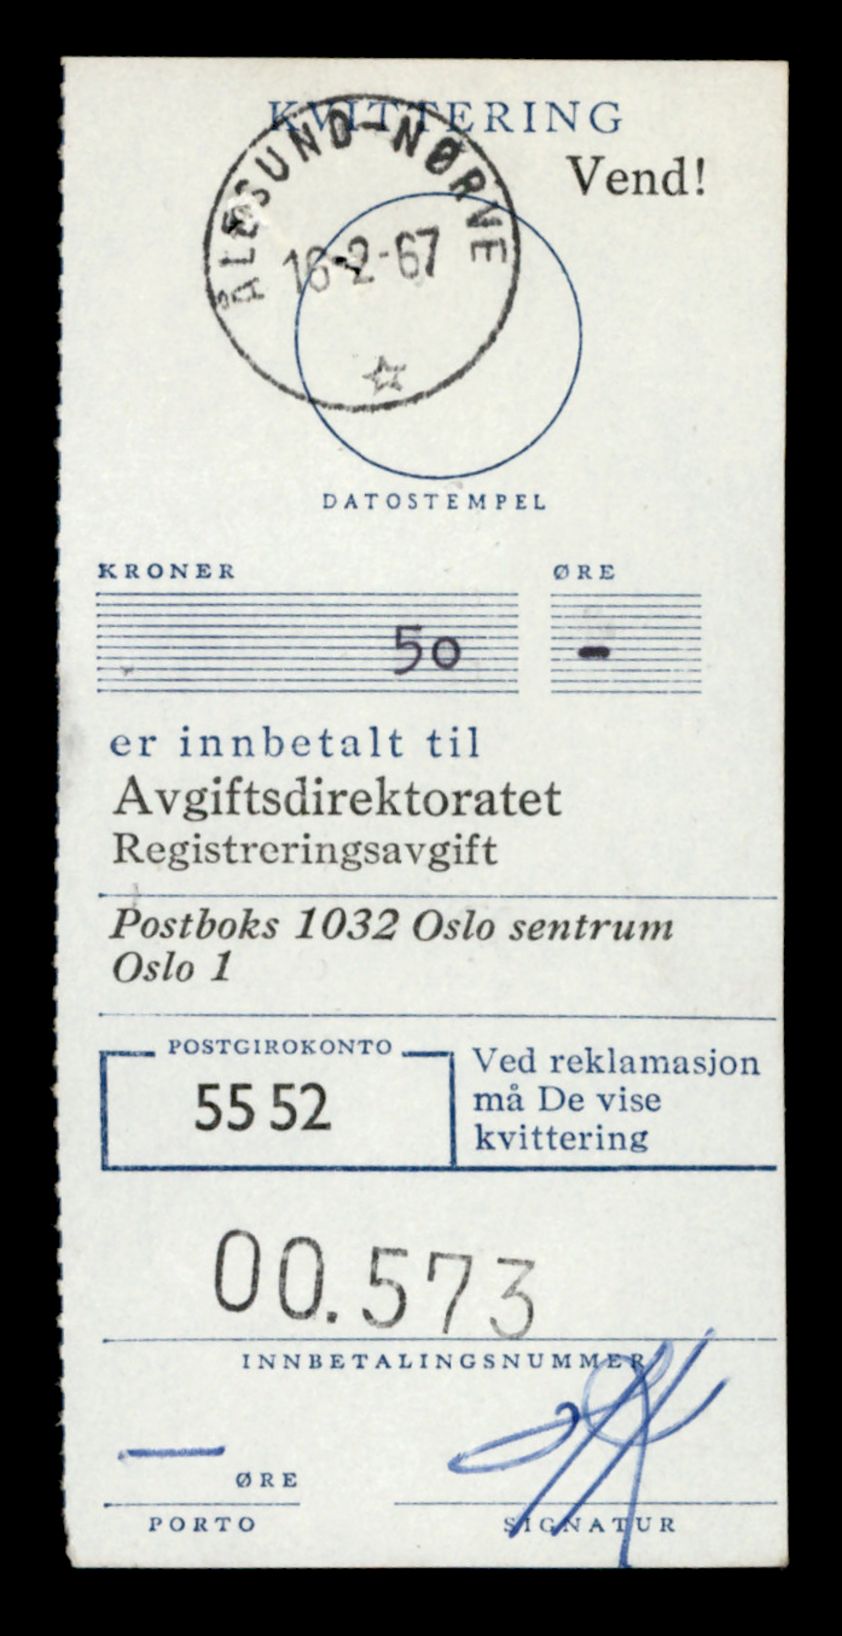 KVITTERING
Vend!
ÅLESUND-NØRVE
16-2-67
DATOSTEMPEL
KRONER ØRE
50 -
er innbetalt til
Avgiftsdirektoratet
Registreringsavgift
Postboks 1032 Oslo sentrum
Oslo 1
POSTGIROKONTO
55 52
Ved reklamasjon
må De vise
kvittering
00.573
INNBETALINGSNUMMER
— ØRE
PORTO
SIGNATUR